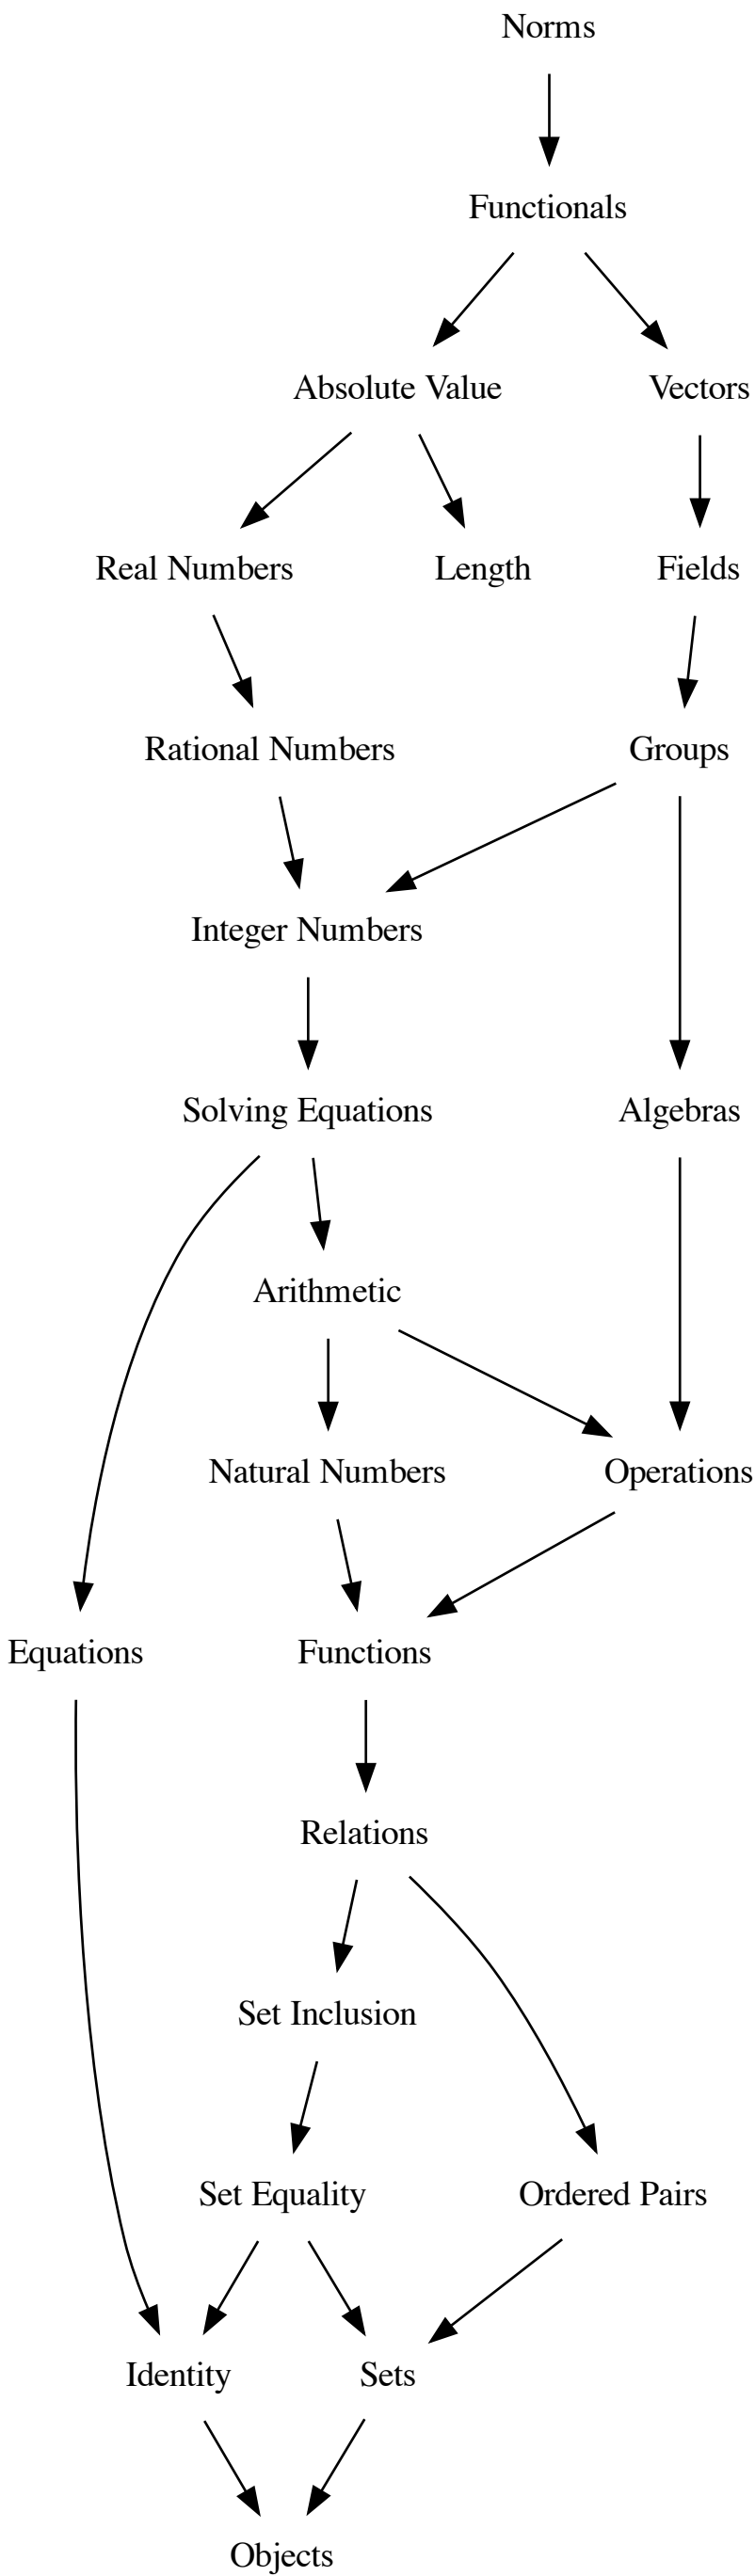 Norms
Functionals
Absolute Value
Vectors
Real Numbers
Length
Fields
Rational Numbers
Groups
Integer Numbers
Solving Equations
Algebras
Arithmetic
Natural Numbers
Operations
Equations
Functions
Relations
Set Inclusion
Set Equality
Ordered Pairs
Identity
Sets
Objects